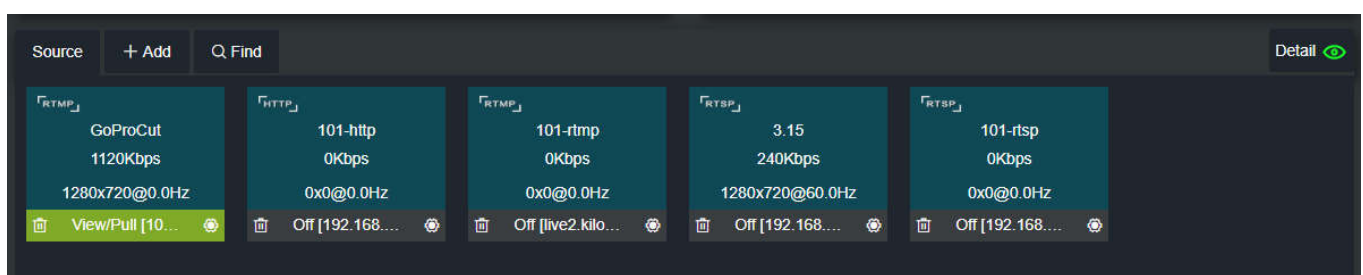 Source + Add Find Detail
RTMP HTTP RTMP RTSP RTSP
GoProCut 101-http 101-rtmp 3.15 101-rtsp
1120Kbps 0Kbps 0Kbps 240Kbps 0Kbps
1280x720@0.0Hz 0x0@0.0Hz 0x0@0.0Hz 1280x720@60.0Hz 0x0@0.0Hz
View/Pull [10... Off [192.168.... Off [live2.kilo... Off [192.168.... Off [192.168....